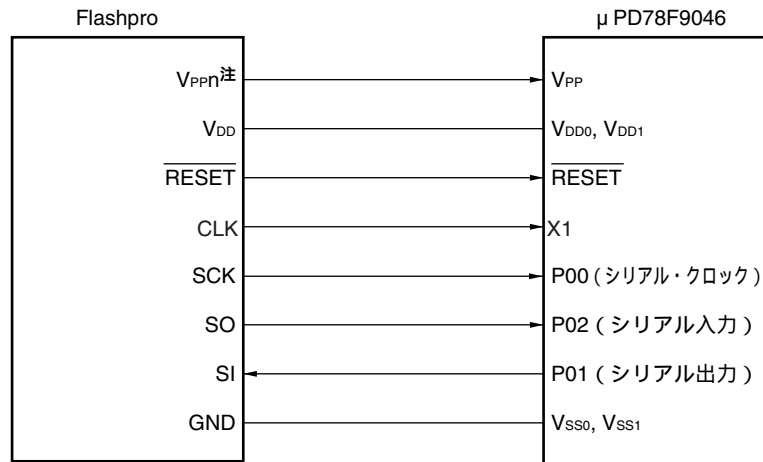 Flashpro μ PD78F9046
VPPn注 VPP
VDD VDD0, VDD1
RESET RESET
CLK X1
SCK P00 (シリアル・クロック)
SO P02 (シリアル入力)
SI P01 (シリアル出力)
GND VSS0, VSS1